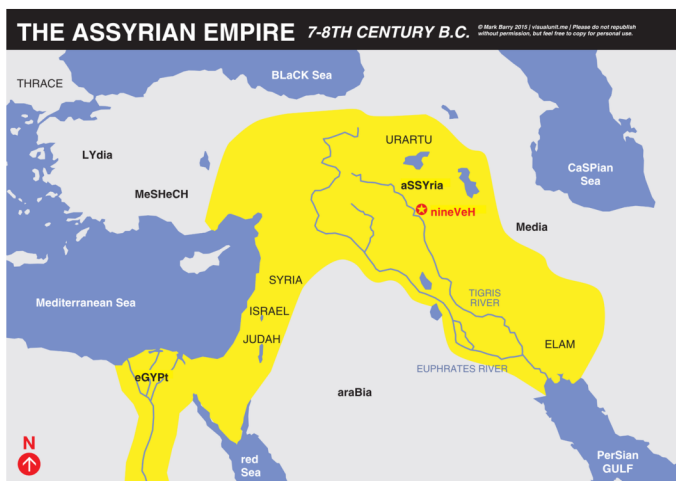 THE ASSYRIAN EMPIRE 7-8TH CENTURY B.C.
© Mark Barry 2015 | visualunit.me | Please do not republish
without permission, but feel free to copy for personal use.
BLaCK Sea
THRACE
URARTU
LYdia
CaSPian
Sea
aSSYria
MeSHeCH
nineVeH
Media
SYRIA
TIGRIS
RIVER
Mediterranean Sea
ISRAEL
JUDAH
ELAM
EUPHRATES RIVER
eGYPt
araBia
N
red
Sea
PerSian
GULF